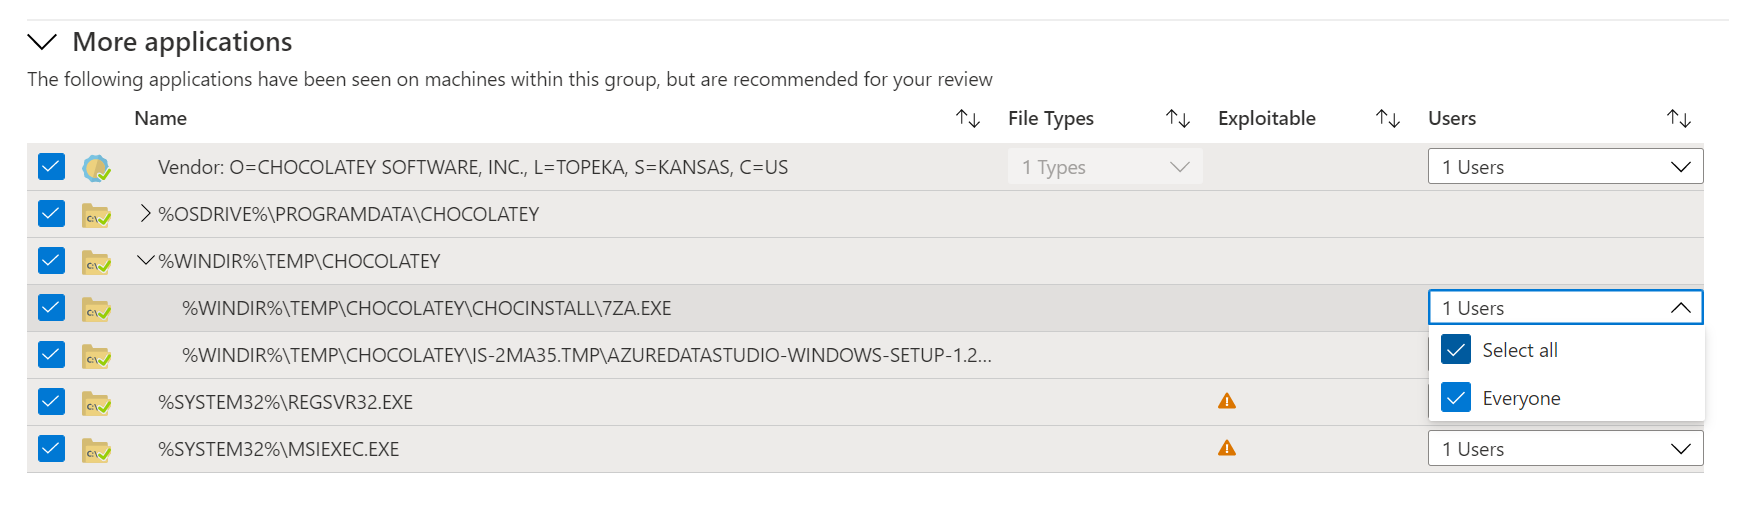 More applications
The following applications have been seen on machines within this group, but are recommended for your review
Name File Types Exploitable Users
Vendor: O=CHOCOLATEY SOFTWARE, INC., L=TOPEKA, S=KANSAS, C=US 1 Types 1 Users
%OSDRIVE%\PROGRAMDATA\CHOCOLATEY
%WINDIR%\TEMP\CHOCOLATEY
%WINDIR%\TEMP\CHOCOLATEY\CHOCINSTALL\7ZA.EXE 1 Users
%WINDIR%\TEMP\CHOCOLATEY\IS-2MA35.TMP\AZUREDATASTUDIO-WINDOWS-SETUP-1.2... Select all
%SYSTEM32%\REGSVR32.EXE Everyone
%SYSTEM32%\MSIEXEC.EXE 1 Users